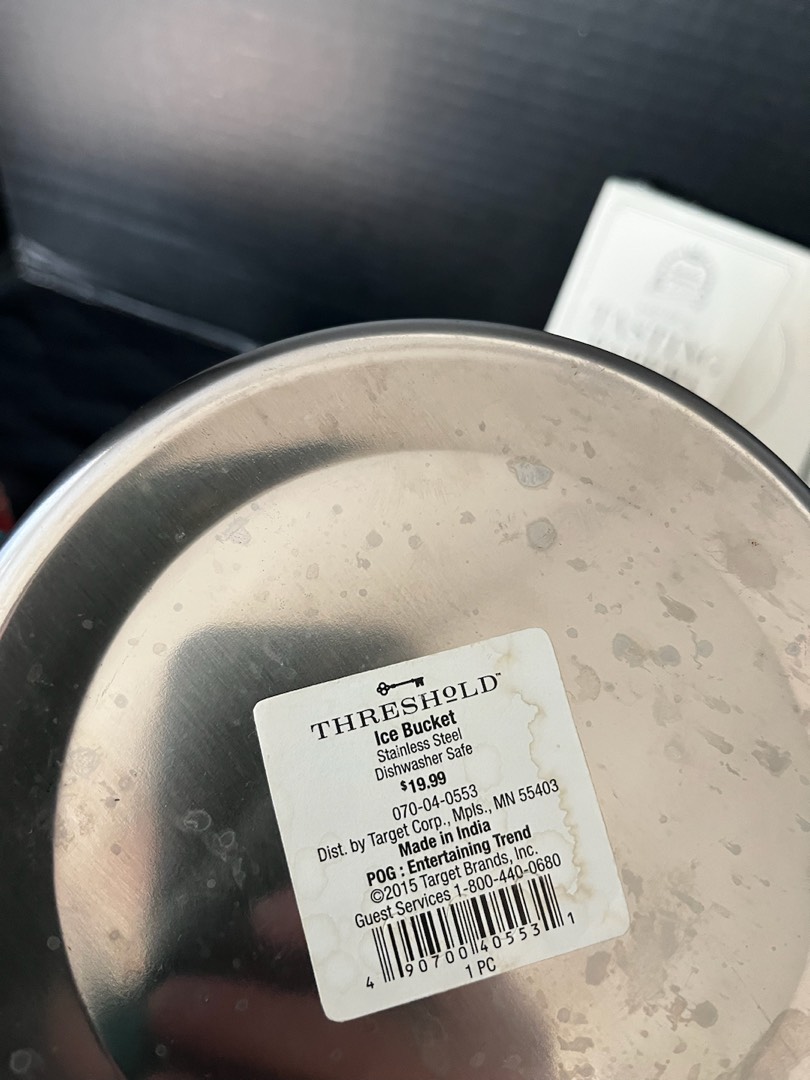 THRESHOLD™
Ice Bucket
Stainless Steel
Dishwasher Safe
$19.99
070-04-0553
Dist. by Target Corp., Mpls., MN 55403
Made in India
POG : Entertaining Trend
©2015 Target Brands, Inc.
Guest Services 1-800-440-0680
4 90700 40553 1
1 PC
TASTING